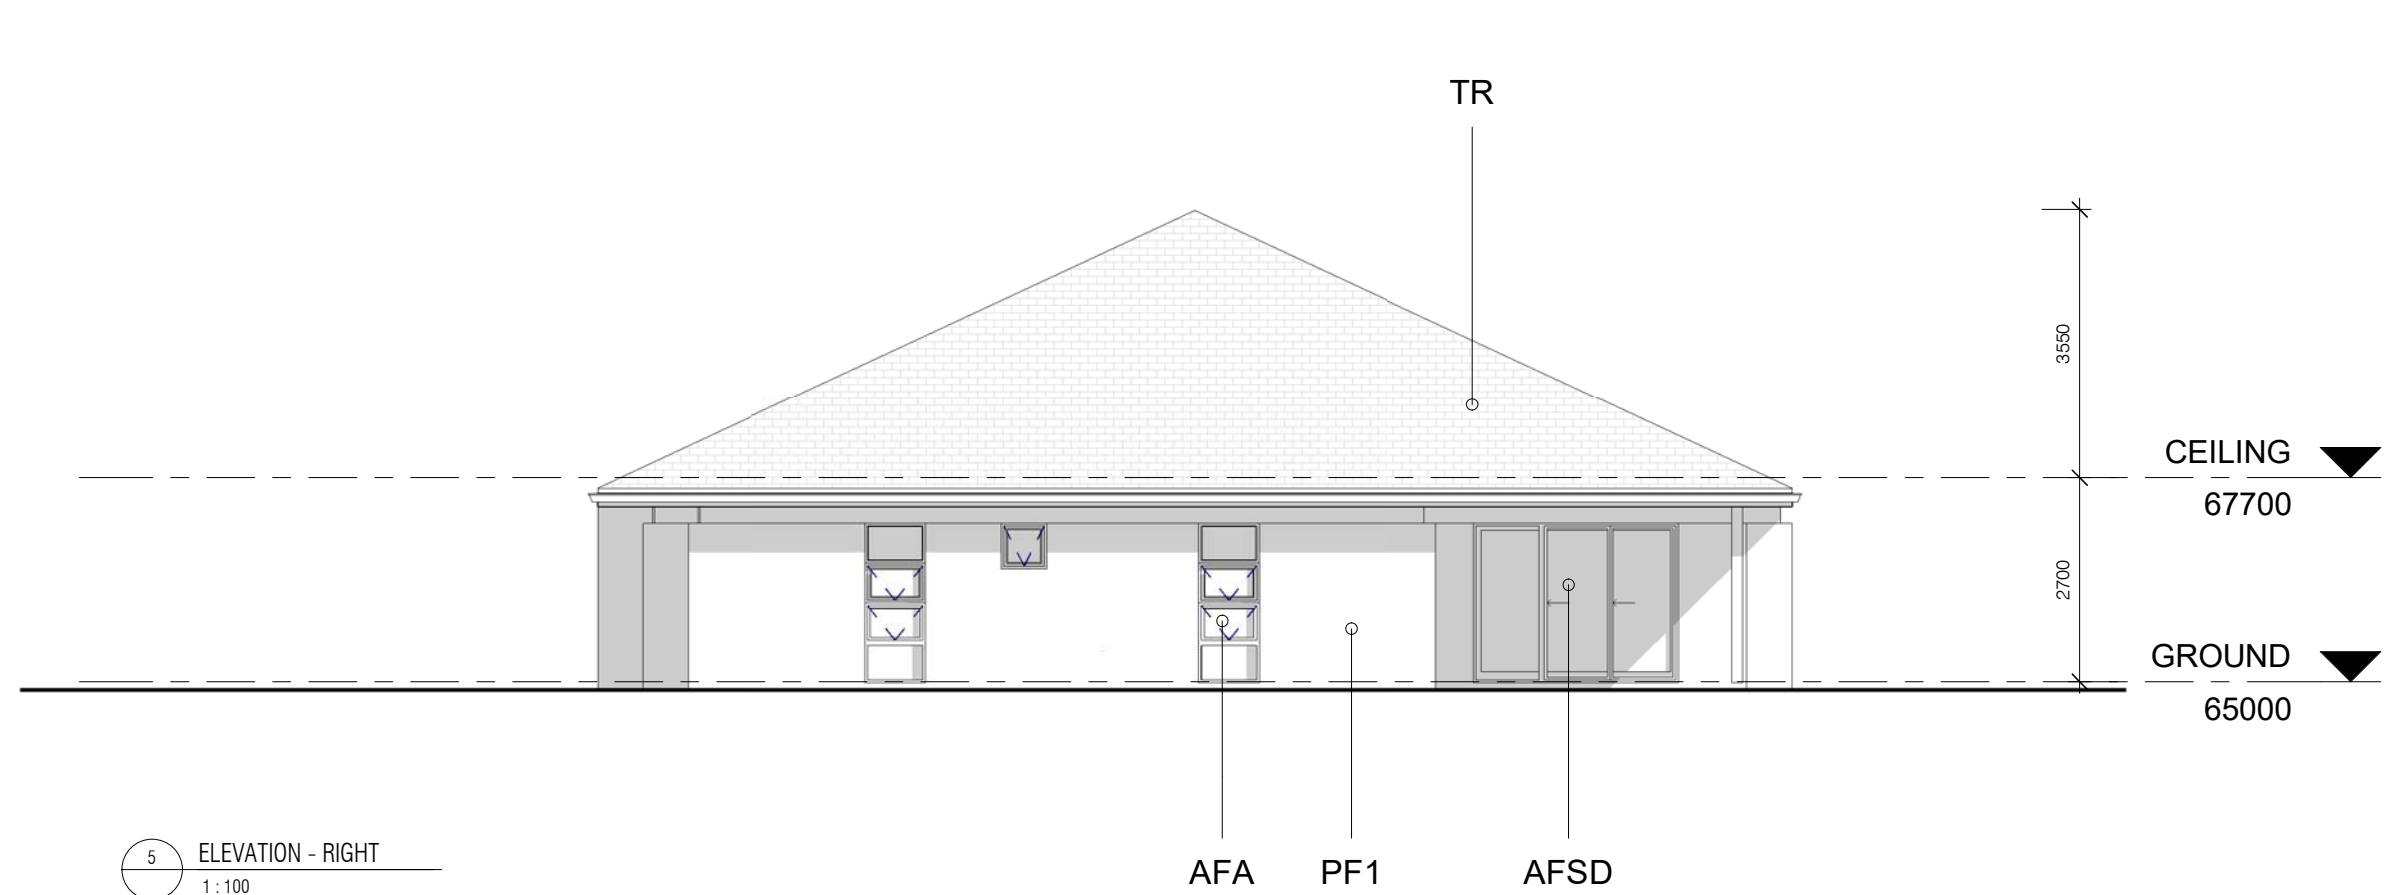 TR
3550
CEILING
67700
2700
GROUND
65000
AFA
PF1
AFSD
5
ELEVATION - RIGHT
1 : 100